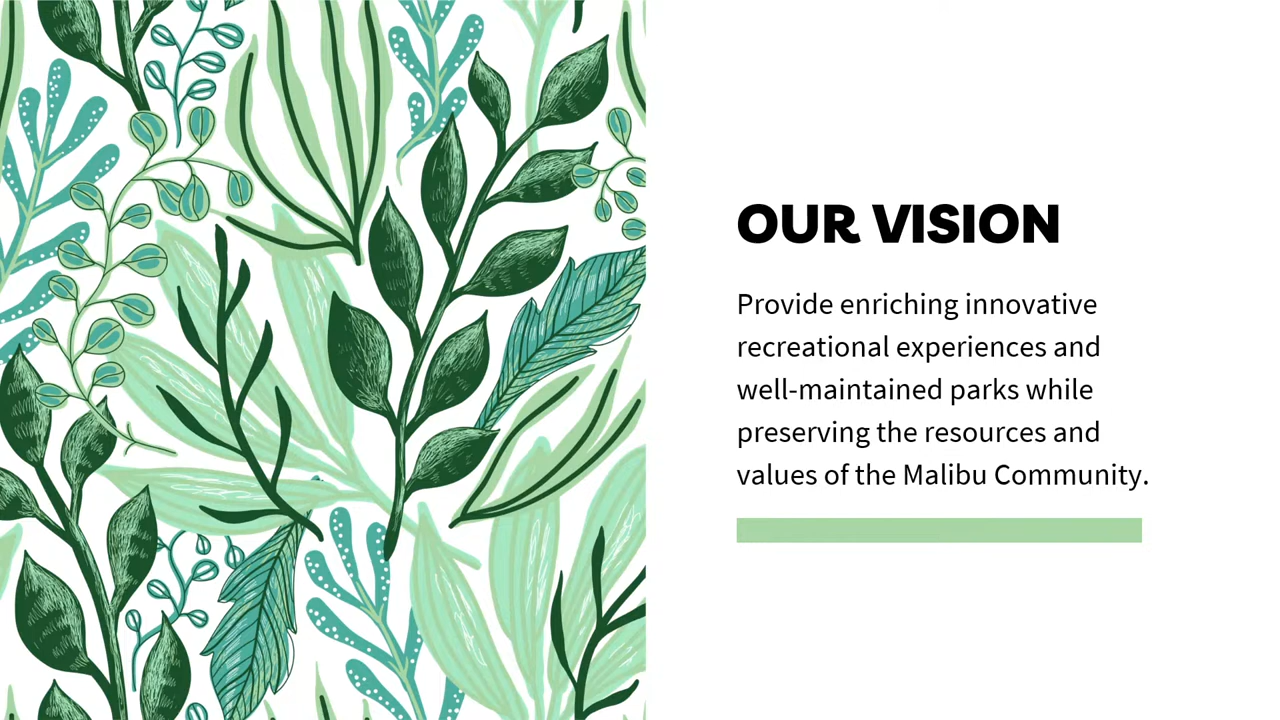 OUR VISION
Provide enriching innovative
recreational experiences and
well-maintained parks while
preserving the resources and
values of the Malibu Community.